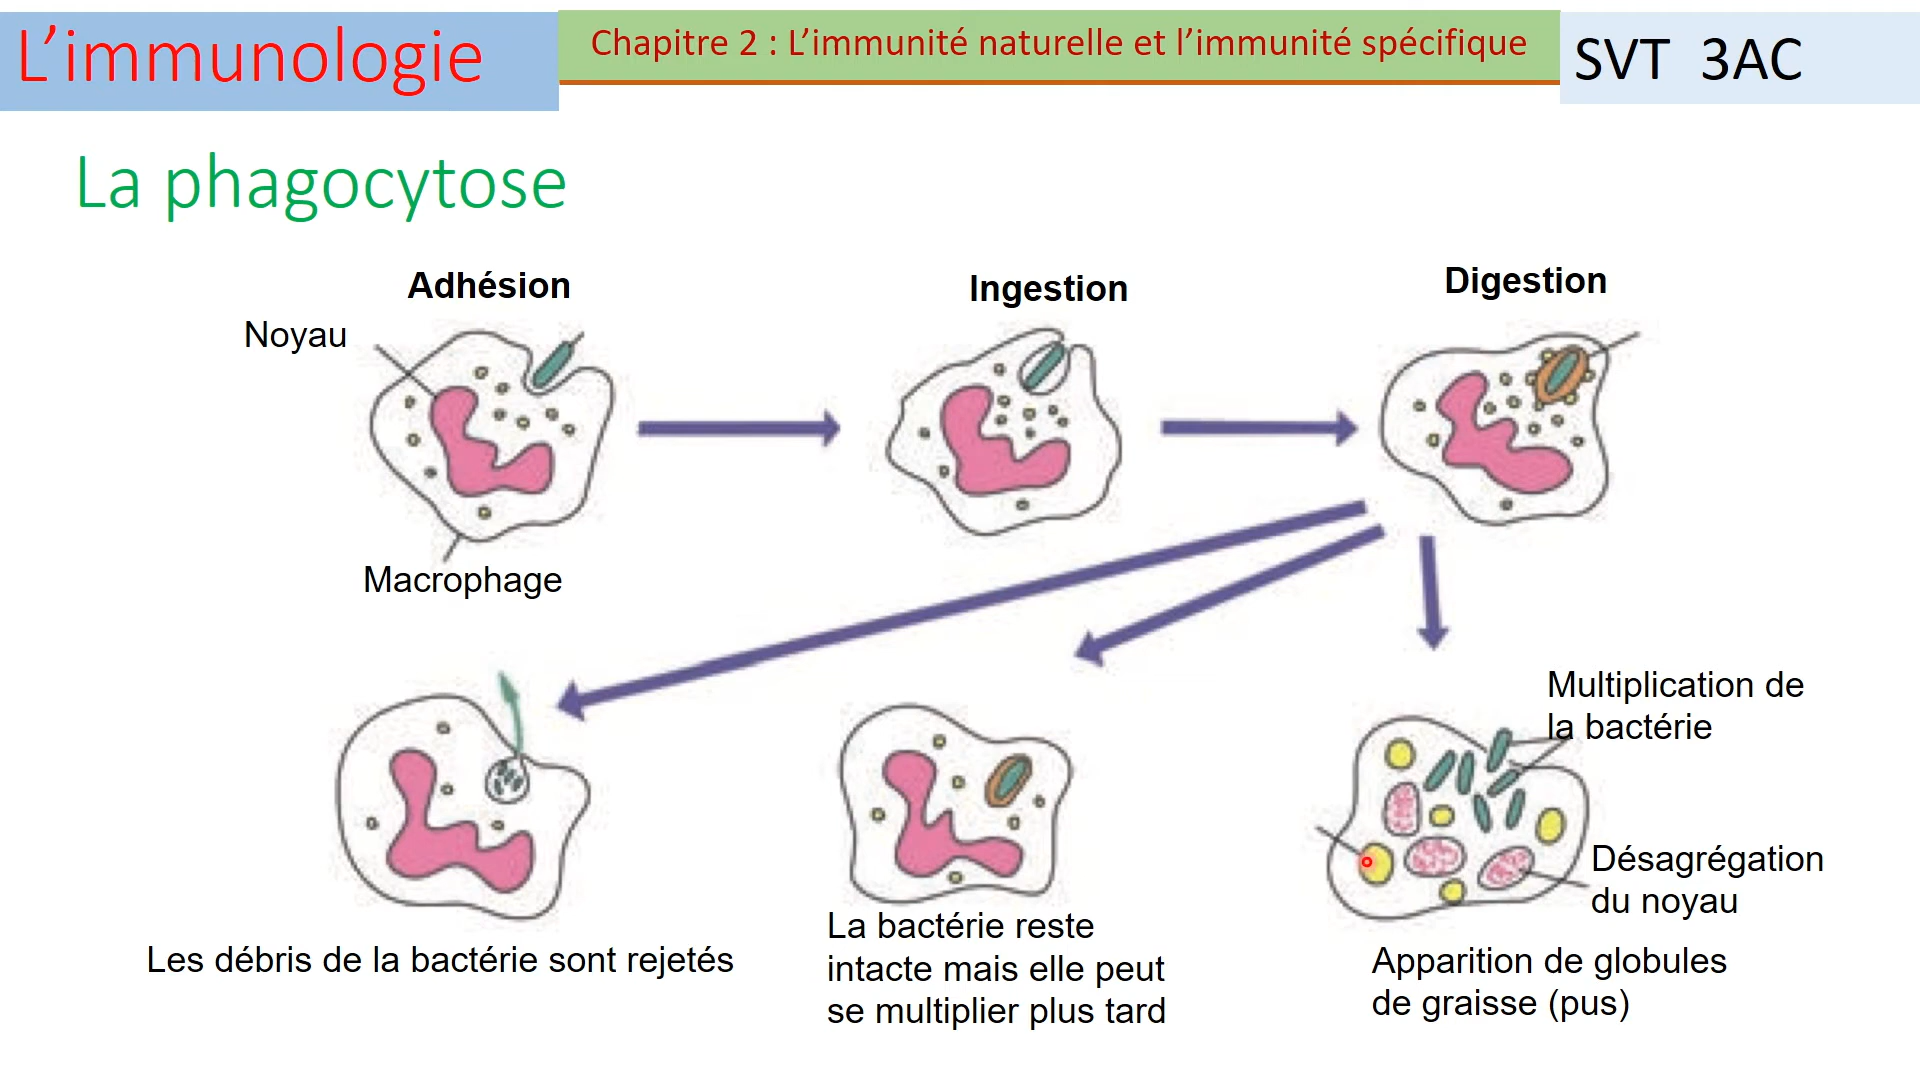 L’immunologie
Chapitre 2 : L’immunité naturelle et l’immunité spécifique
SVT 3AC
La phagocytose
Adhésion
Ingestion
Digestion
Noyau
Macrophage
Multiplication de
la bactérie
Désagrégation
du noyau
Les débris de la bactérie sont rejetés
La bactérie reste
intacte mais elle peut
se multiplier plus tard
Apparition de globules
de graisse (pus)